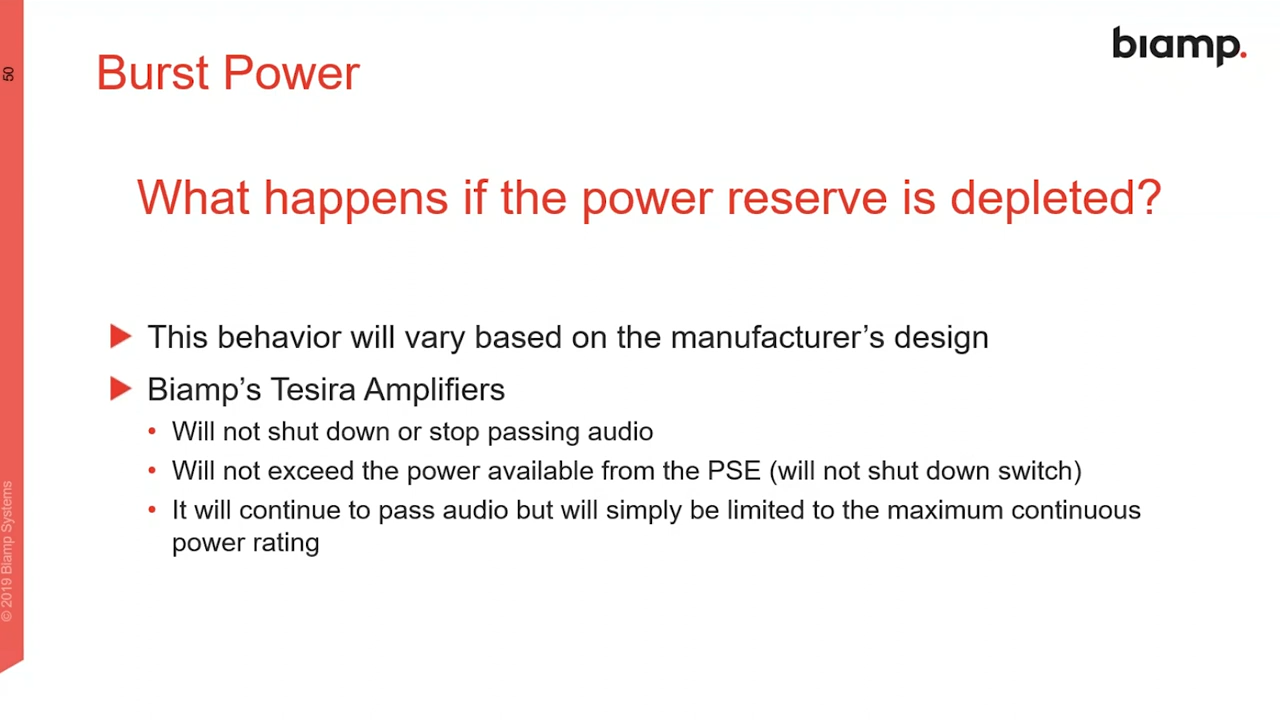 50
Burst Power
biamp.
What happens if the power reserve is depleted?
This behavior will vary based on the manufacturer’s design
Biamp’s Tesira Amplifiers
• Will not shut down or stop passing audio
• Will not exceed the power available from the PSE (will not shut down switch)
• It will continue to pass audio but will simply be limited to the maximum continuous
power rating
© 2019 Biamp Systems